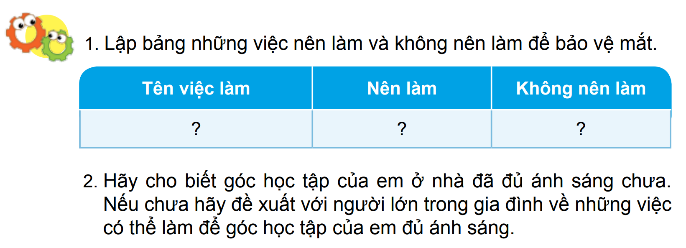 1. Lập bảng những việc nên làm và không nên làm để bảo vệ mắt.
Tên việc làm Nên làm Không nên làm
? ? ?
2. Hãy cho biết góc học tập của em ở nhà đã đủ ánh sáng chưa.
Nếu chưa hãy đề xuất với người lớn trong gia đình về những việc
có thể làm để góc học tập của em đủ ánh sáng.